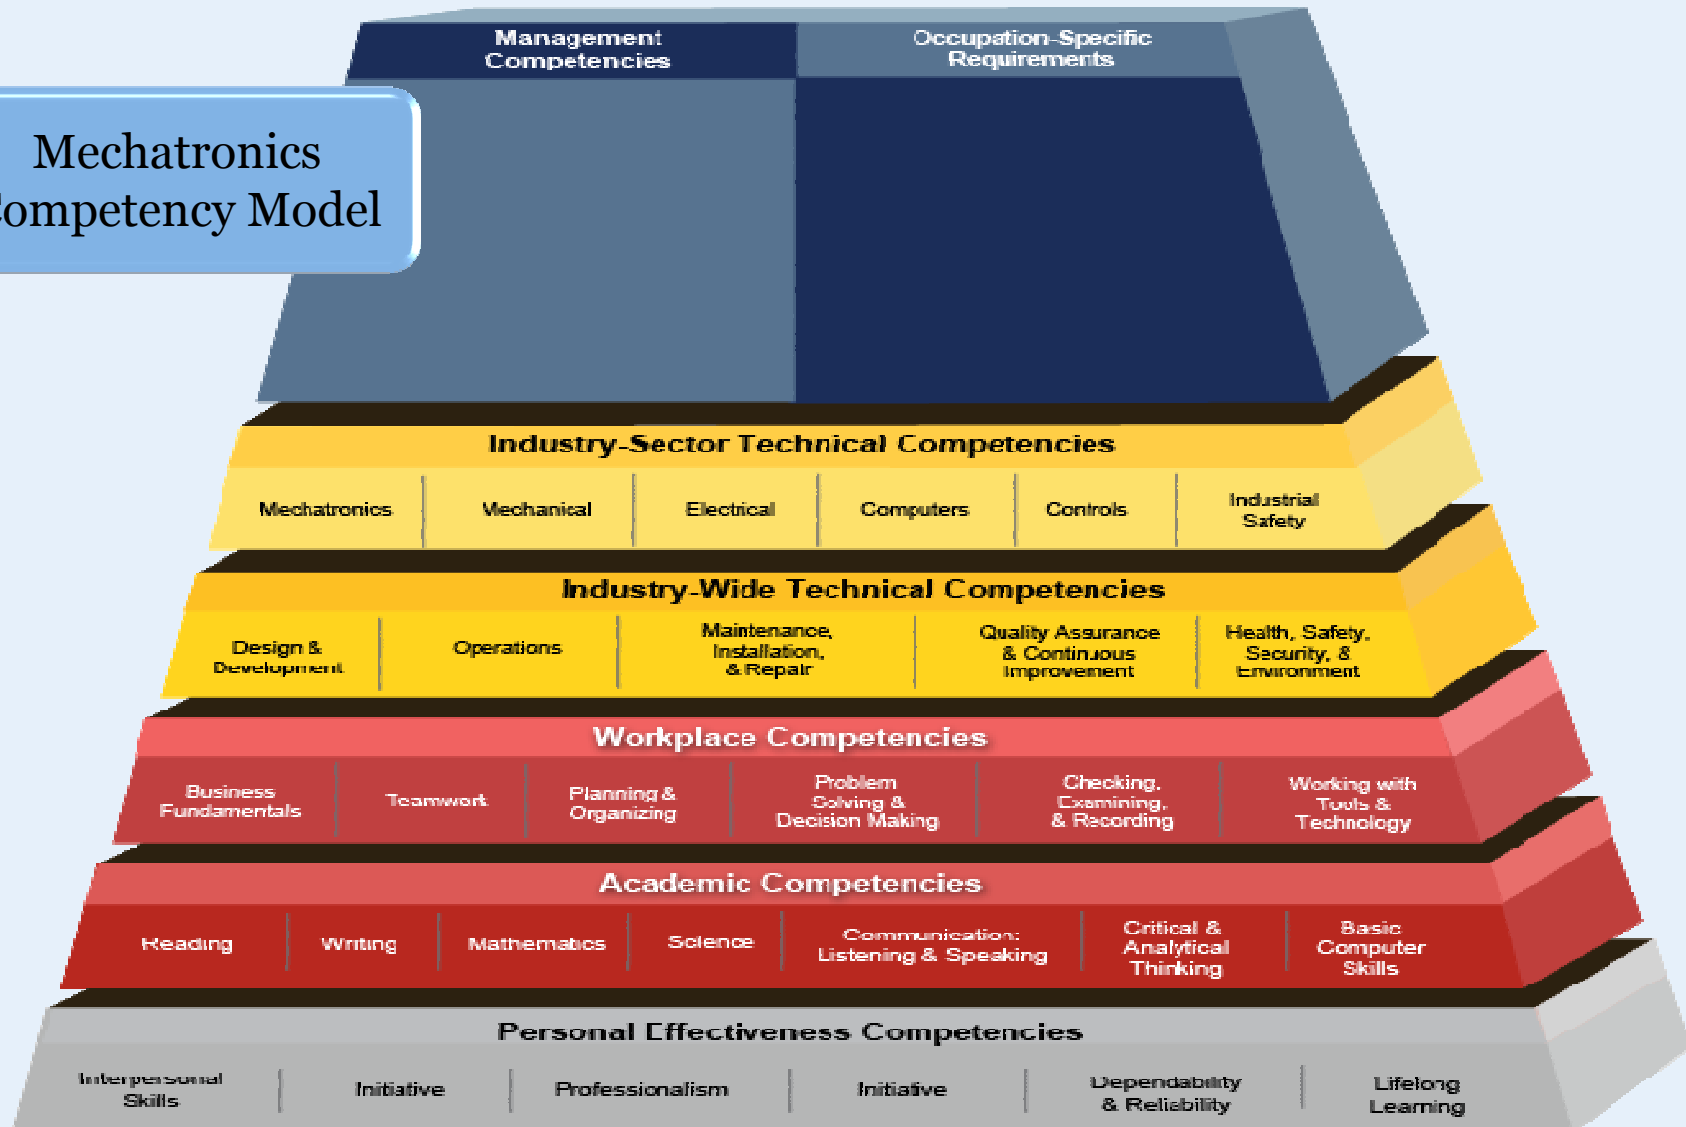 Management
Competencies
Occupation-Specific
Requirements
Mechatronics
ompetency Model
Industry-Sector Technical Competencies
Mechatronics
Mechanical
Electrical
Computers
Controls
Industrial
Safety
Industry-Wide Technical Competencies
Design &
Development
Operations
Maintenance,
Installation,
& Repair
Quality Assurance
& Continuous
Improvement
Health, Safety,
Security, &
Environment
Workplace Competencies
Business
Fundamentals
Teamwork
Planning &
Organizing
Problem
Solving &
Decision Making
Checking,
Examining,
& Recording
Working with
Tools &
Technology
Academic Competencies
Reading
Writing
Mathematics
Science
Communication:
Listening & Speaking
Critical &
Analytical
Thinking
Basic
Computer
Skills
Personal Effectiveness Competencies
Interpersonal
Skills
Initiative
Professionalism
Initiative
Dependability
& Reliability
Lifelong
Learning